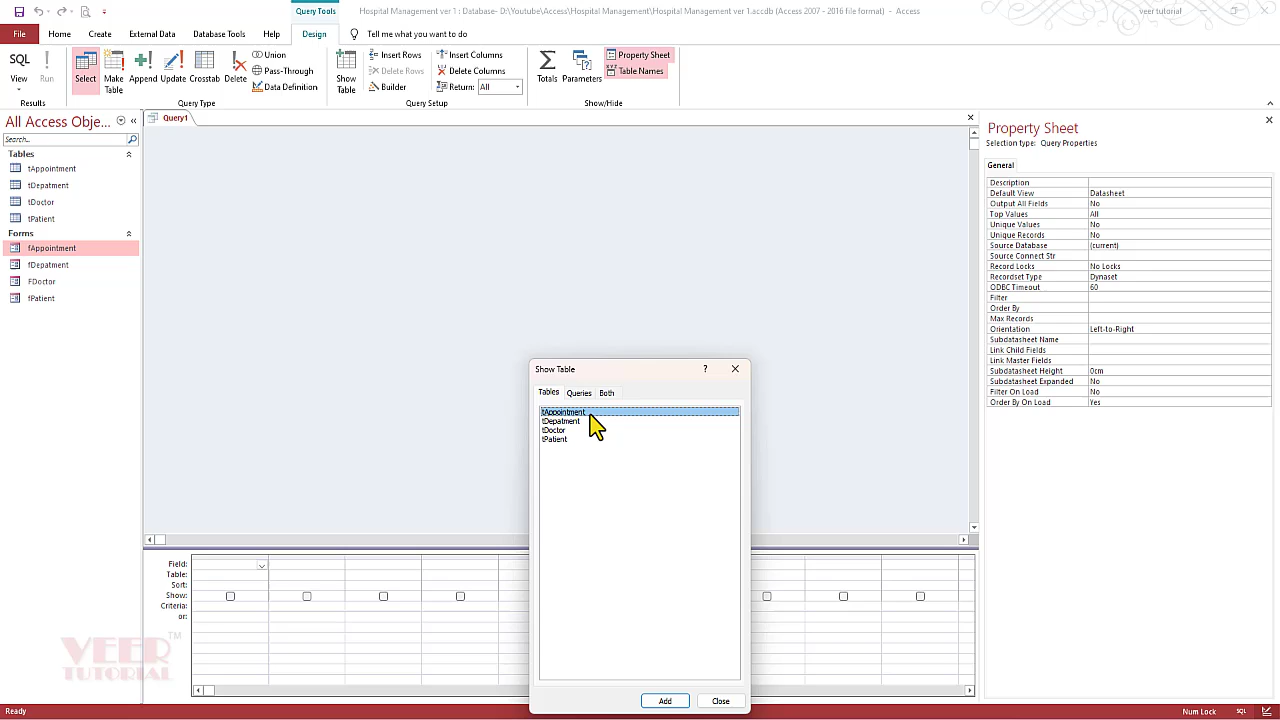 Query Tools
Hospital Management ver 1 : Database- D:\Youtube\Access\Hospital Management\Hospital Management ver 1.accdb (Access 2007 - 2016 file format) - Access
veer tutorial
File Home Create External Data Database Tools Help Design Tell me what you want to do
SQL View
Run
Select
Make Table
Append
Update
Crosstab
Delete
Union
Pass-Through
Data Definition
Show Table
Insert Rows
Delete Rows
Builder
Insert Columns
Delete Columns
Return: All
Totals
Parameters
Property Sheet
Table Names
Results
Query Type
Query Setup
Show/Hide
All Access Obje...
Search...
Tables
tAppointment
tDepatment
tDoctor
tPatient
Forms
fAppointment
fDepatment
FDoctor
fPatient
Query1
Show Table
?
Tables Queries Both
tAppointment
tDepatment
tDoctor
tPatient
Add Close
Field:
Table:
Sort:
Show:
Criteria:
or:
Property Sheet
Selection type: Query Properties
General
Description
Default View Datasheet
Output All Fields No
Top Values All
Unique Values No
Unique Records No
Source Database (current)
Source Connect Str
Record Locks No Locks
Recordset Type Dynaset
ODBC Timeout 60
Filter
Order By
Max Records
Orientation Left-to-Right
Subdatasheet Name
Link Child Fields
Link Master Fields
Subdatasheet Height 0cm
Subdatasheet Expanded No
Filter On Load No
Order By On Load Yes
VEER TM
TUTORIAL
Ready
Num Lock
SQL